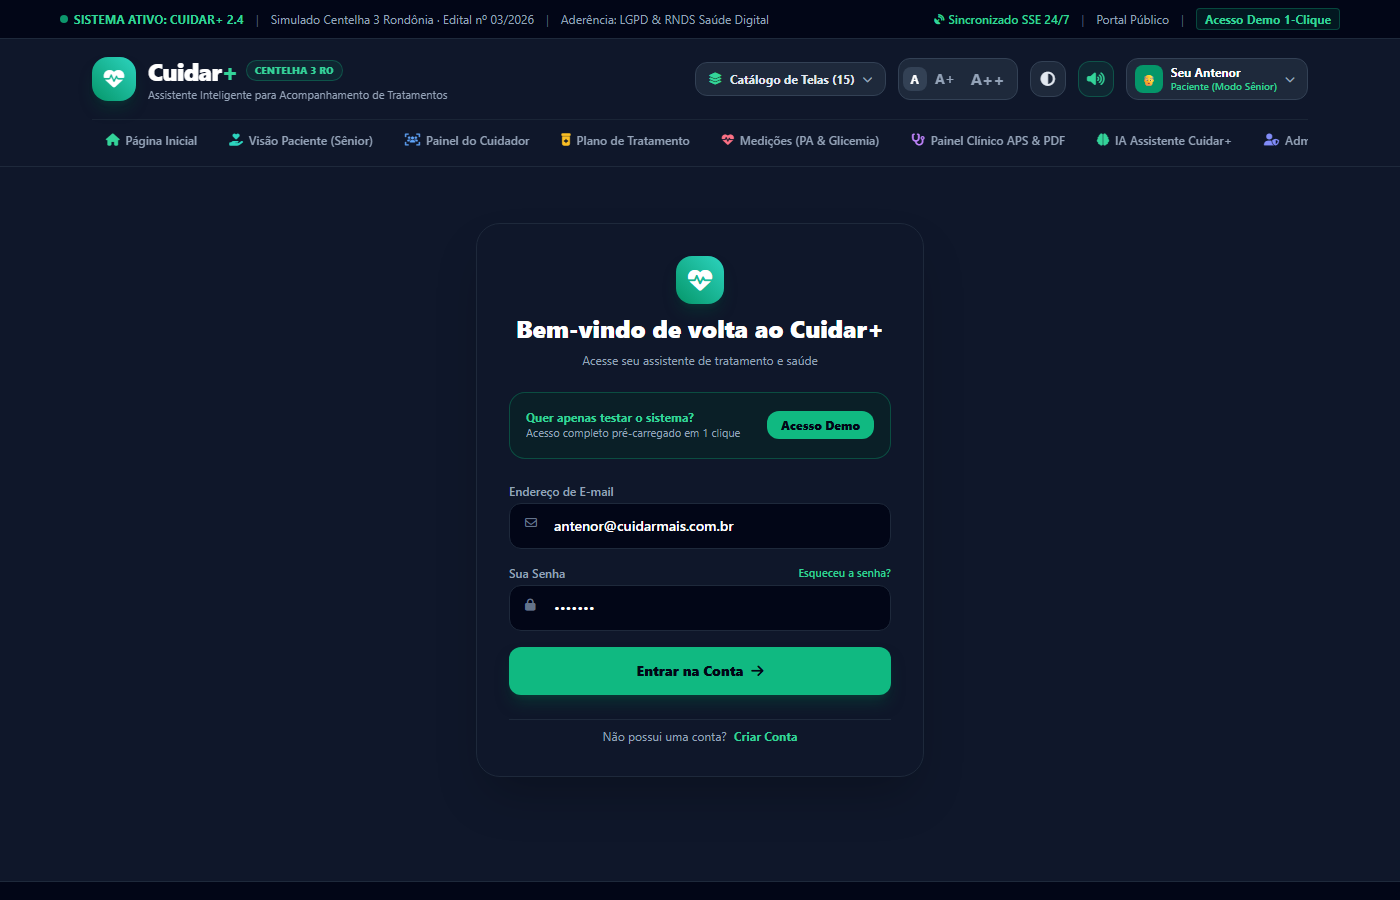 SISTEMA ATIVO: CUIDAR+ 2.4 | Simulado Centelha 3 Rondônia · Edital nº 03/2026 | Aderência: LGPD & RNDS Saúde Digital
Sincronizado SSE 24/7 | Portal Público | Acesso Demo 1-Clique
Cuidar+ CENTELHA 3 RO
Assistente Inteligente para Acompanhamento de Tratamentos
Catálogo de Telas (15)
A A+ A++
Seu Antenor
Paciente (Modo Sênior)
Página Inicial Visão Paciente (Sênior) Painel do Cuidador Plano de Tratamento Medições (PA & Glicemia) Painel Clínico APS & PDF IA Assistente Cuidar+ Adm
Bem-vindo de volta ao Cuidar+
Acesse seu assistente de tratamento e saúde
Quer apenas testar o sistema?
Acesso completo pré-carregado em 1 clique
Acesso Demo
Endereço de E-mail
antenor@cuidarmais.com.br
Sua Senha Esqueceu a senha?
•••••••
Entrar na Conta →
Não possui uma conta? Criar Conta